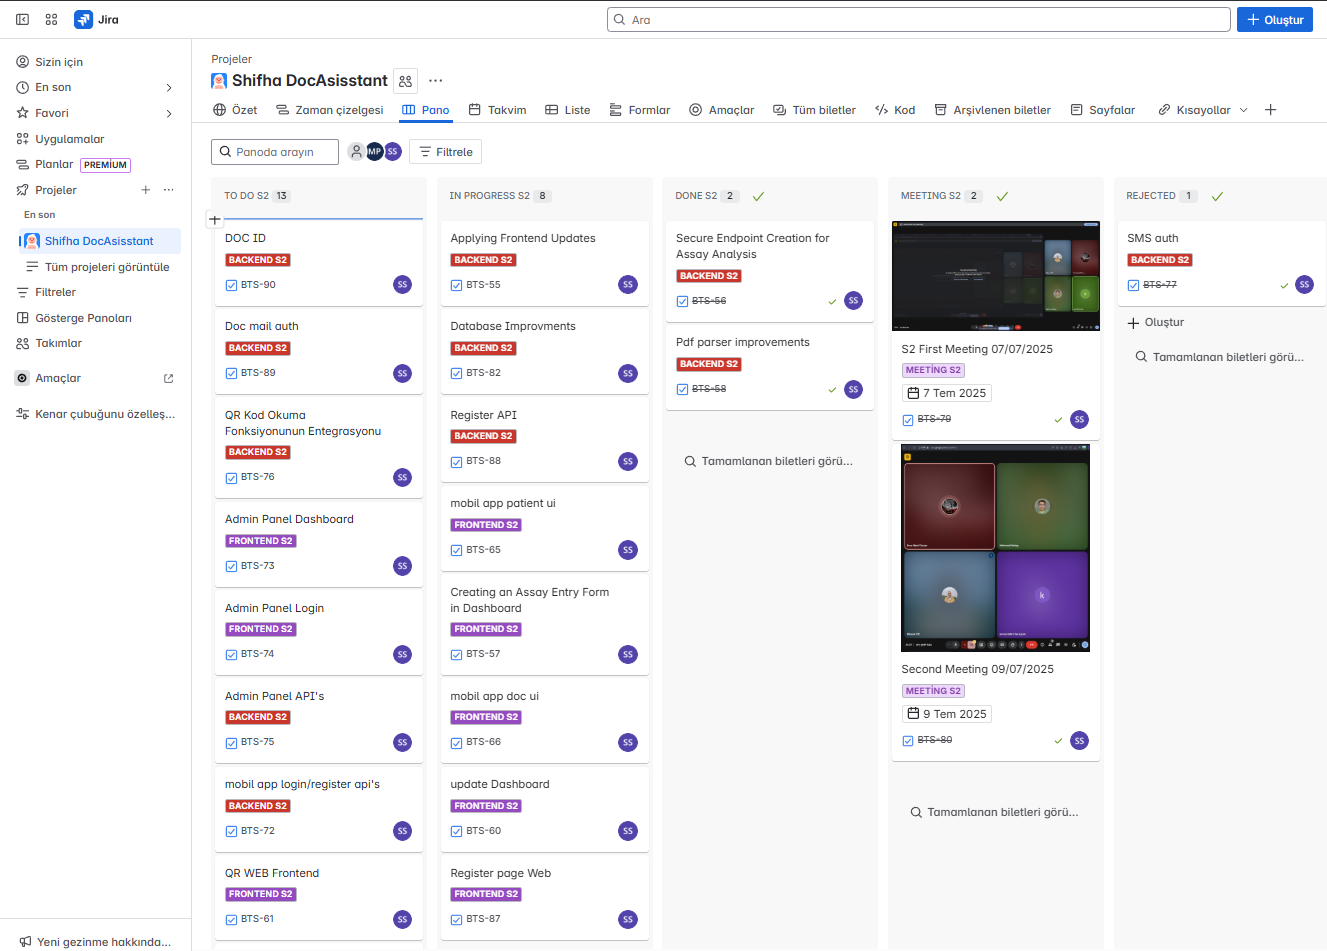 Jira
Ara
Oluştur
Sizin için
En son
Favori
Uygulamalar
Planlar PREMIUM
Projeler
En son
Shifha DocAsisstant
Tüm projeleri görüntüle
Filtreler
Gösterge Panoları
Takımlar
Amaçlar
Kenar çubuğunu özelleş...
Yeni gezinme hakkında...
Projeler
Shifha DocAsisstant
Özet Zaman çizelgesi Pano Takvim Liste Formlar Amaçlar Tüm biletler Kod Arşivlenen biletler Sayfalar Kısayollar
Panoda arayın MP SS Filtrele
TO DO S2 13
DOC ID
BACKEND S2
BTS-90 SS
Doc mail auth
BACKEND S2
BTS-89 SS
QR Kod Okuma
Fonksiyonunun Entegrasyonu
BACKEND S2
BTS-76 SS
Admin Panel Dashboard
FRONTEND S2
BTS-73 SS
Admin Panel Login
FRONTEND S2
BTS-74 SS
Admin Panel API's
BACKEND S2
BTS-75 SS
mobil app login/register api's
BACKEND S2
BTS-72 SS
QR WEB Frontend
FRONTEND S2
BTS-61 SS
IN PROGRESS S2 8
Applying Frontend Updates
BACKEND S2
BTS-55 SS
Database Improvments
BACKEND S2
BTS-82 SS
Register API
BACKEND S2
BTS-88 SS
mobil app patient ui
FRONTEND S2
BTS-65 SS
Creating an Assay Entry Form
in Dashboard
FRONTEND S2
BTS-57 SS
mobil app doc ui
FRONTEND S2
BTS-66 SS
update Dashboard
FRONTEND S2
BTS-60 SS
Register page Web
FRONTEND S2
BTS-87 SS
DONE S2 2
Secure Endpoint Creation for
Assay Analysis
BACKEND S2
BTS-56 SS
Pdf parser improvements
BACKEND S2
BTS-58 SS
Tamamlanan biletleri görü...
MEETING S2 2
S2 First Meeting 07/07/2025
MEETİNG S2
7 Tem 2025
BTS-79 SS
k
Second Meeting 09/07/2025
MEETİNG S2
9 Tem 2025
BTS-80 SS
Tamamlanan biletleri görü...
REJECTED 1
SMS auth
BACKEND S2
BTS-77 SS
Oluştur
Tamamlanan biletleri görü...